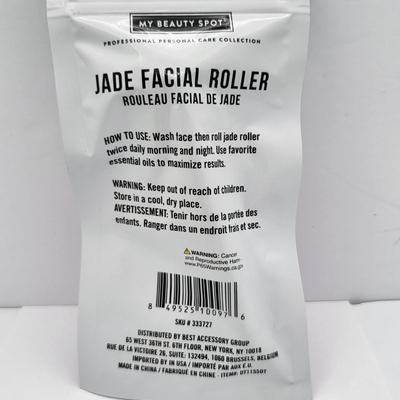 MY BEAUTY SPOT®
PROFESSIONAL PERSONAL CARE COLLECTION
JADE FACIAL ROLLER
ROULEAU FACIAL DE JADE
HOW TO USE: Wash face then roll jade roller
twice daily morning and night. Use favorite
essential oils to maximize results.
WARNING: Keep out of reach of children.
Store in a cool, dry place.
AVERTISSEMENT: Tenir hors de la portée des
enfants. Ranger dans un endroit frais et sec.
WARNING: Cancer
and Reproductive Harm
www.P65Warnings.ca.gov
8 49525 10097 6
SKU # 333727
DISTRIBUTED BY BEST ACCESSORY GROUP
65 WEST 36TH ST. 6TH FLOOR, NEW YORK, NY 10018
RUE DE LA VICTOIRE 26, SUITE: 132494, 1060 BRUSSELS, BELGIUM
IMPORTED BY IN USA / IMPORTÉ PAR AUX É.U.
MADE IN CHINA / FABRIQUÉ EN CHINE - ITEM#: